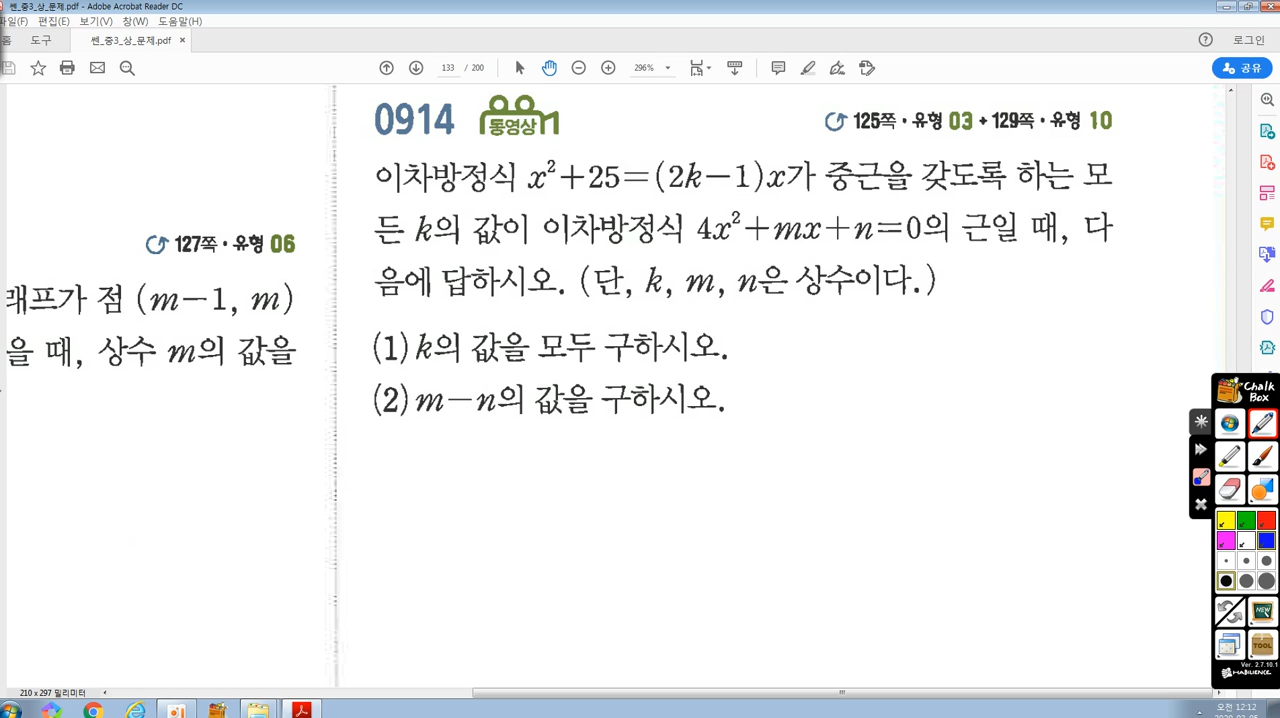 쎈_중3_상_문제.pdf - Adobe Acrobat Reader DC
파일(F) 편집(E) 보기(V) 창(W) 도움말(H)
홈 도구 쎈_중3_상_문제.pdf × 로그인
133 / 200 296% 공유
0914 동영상 125쪽 · 유형 03 + 129쪽 · 유형 10
이차방정식 x²+25=(2k-1)x가 중근을 갖도록 하는 모
든 k의 값이 이차방정식 4x²+mx+n=0의 근일 때, 다
음에 답하시오. (단, k, m, n은 상수이다.)
(1) k의 값을 모두 구하시오.
(2) m-n의 값을 구하시오.
127쪽 · 유형 06
래프가 점 (m-1, m)
을 때, 상수 m의 값을
Chalk
Box
NEW
TOOL
Ver. 2.7.10.1
HABILIENCE
210 x 297 밀리미터
오전 12:12